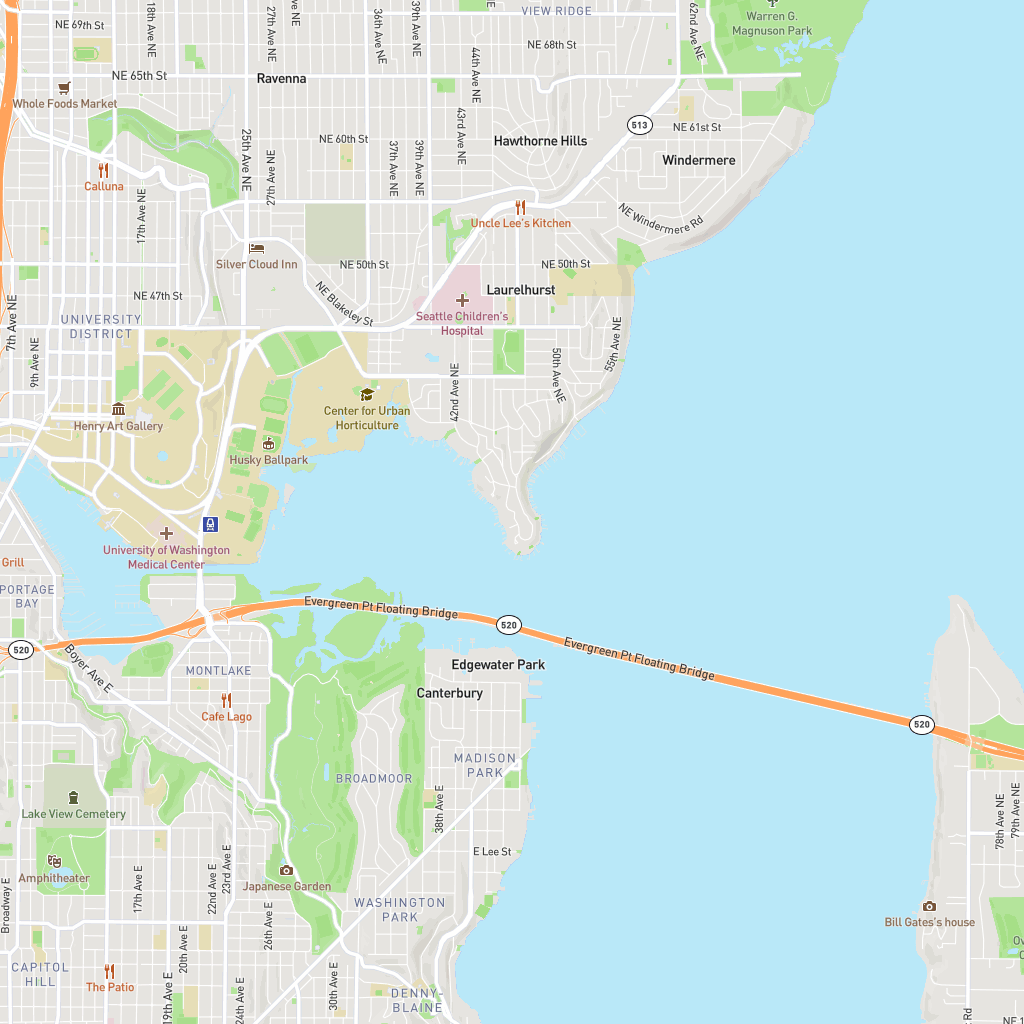 VIEW RIDGE
Warren G.
Magnuson Park
NE 69th St
18th Ave NE
27th Ave NE
36th Ave NE
39th Ave NE
62nd Ave NE
NE 68th St
44th Ave NE
NE 65th St
Ravenna
Whole Foods Market
513
NE 61st St
25th Ave NE
NE 60th St
43rd Ave NE
Hawthorne Hills
Windermere
37th Ave NE
39th Ave NE
27th Ave NE
Calluna
17th Ave NE
Uncle Lee's Kitchen
NE Windermere Rd
Silver Cloud Inn
NE 50th St
NE 50th St
NE 47th St
NE Blakeley St
Laurelhurst
7th Ave NE
UNIVERSITY
DISTRICT
Seattle Children's
Hospital
9th Ave NE
42nd Ave NE
50th Ave NE
55th Ave NE
Center for Urban
Horticulture
Henry Art Gallery
Husky Ballpark
University of Washington
Medical Center
Grill
PORTAGE
BAY
Evergreen Pt Floating Bridge
520
Evergreen Pt Floating Bridge
520
Boyer Ave E
MONTLAKE
Edgewater Park
Canterbury
Cafe Lago
520
MADISON
PARK
BROADMOOR
Lake View Cemetery
38th Ave E
78th Ave NE
79th Ave NE
E Lee St
Amphitheater
Broadway E
17th Ave E
22nd Ave E
23rd Ave E
Japanese Garden
WASHINGTON
PARK
Bill Gates's house
20th Ave E
26th Ave E
CAPITOL
HILL
The Patio
19th Ave E
24th Ave E
30th Ave E
DENNY-
BLAINE
Ov
C
Rd
NE 1